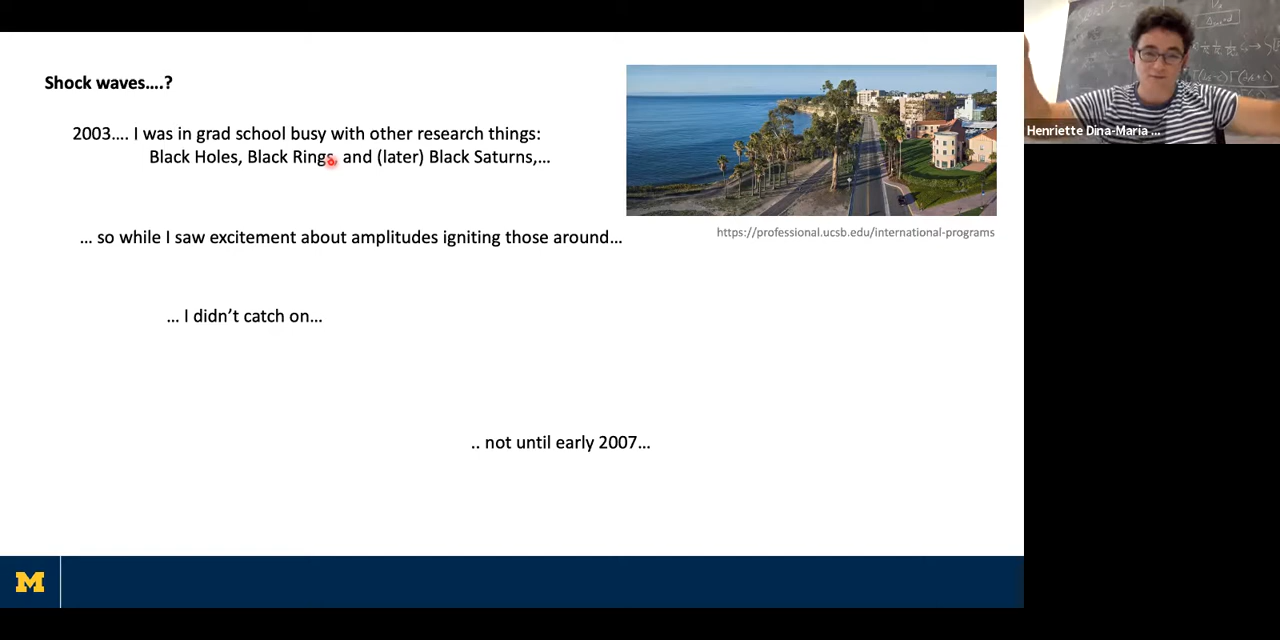 Shock waves....?
2003.... I was in grad school busy with other research things:
Black Holes, Black Rings, and (later) Black Saturns,...
https://professional.ucsb.edu/international-programs
... so while I saw excitement about amplitudes igniting those around...
... I didn't catch on...
.. not until early 2007...
M
Henriette Dina-Maria ...